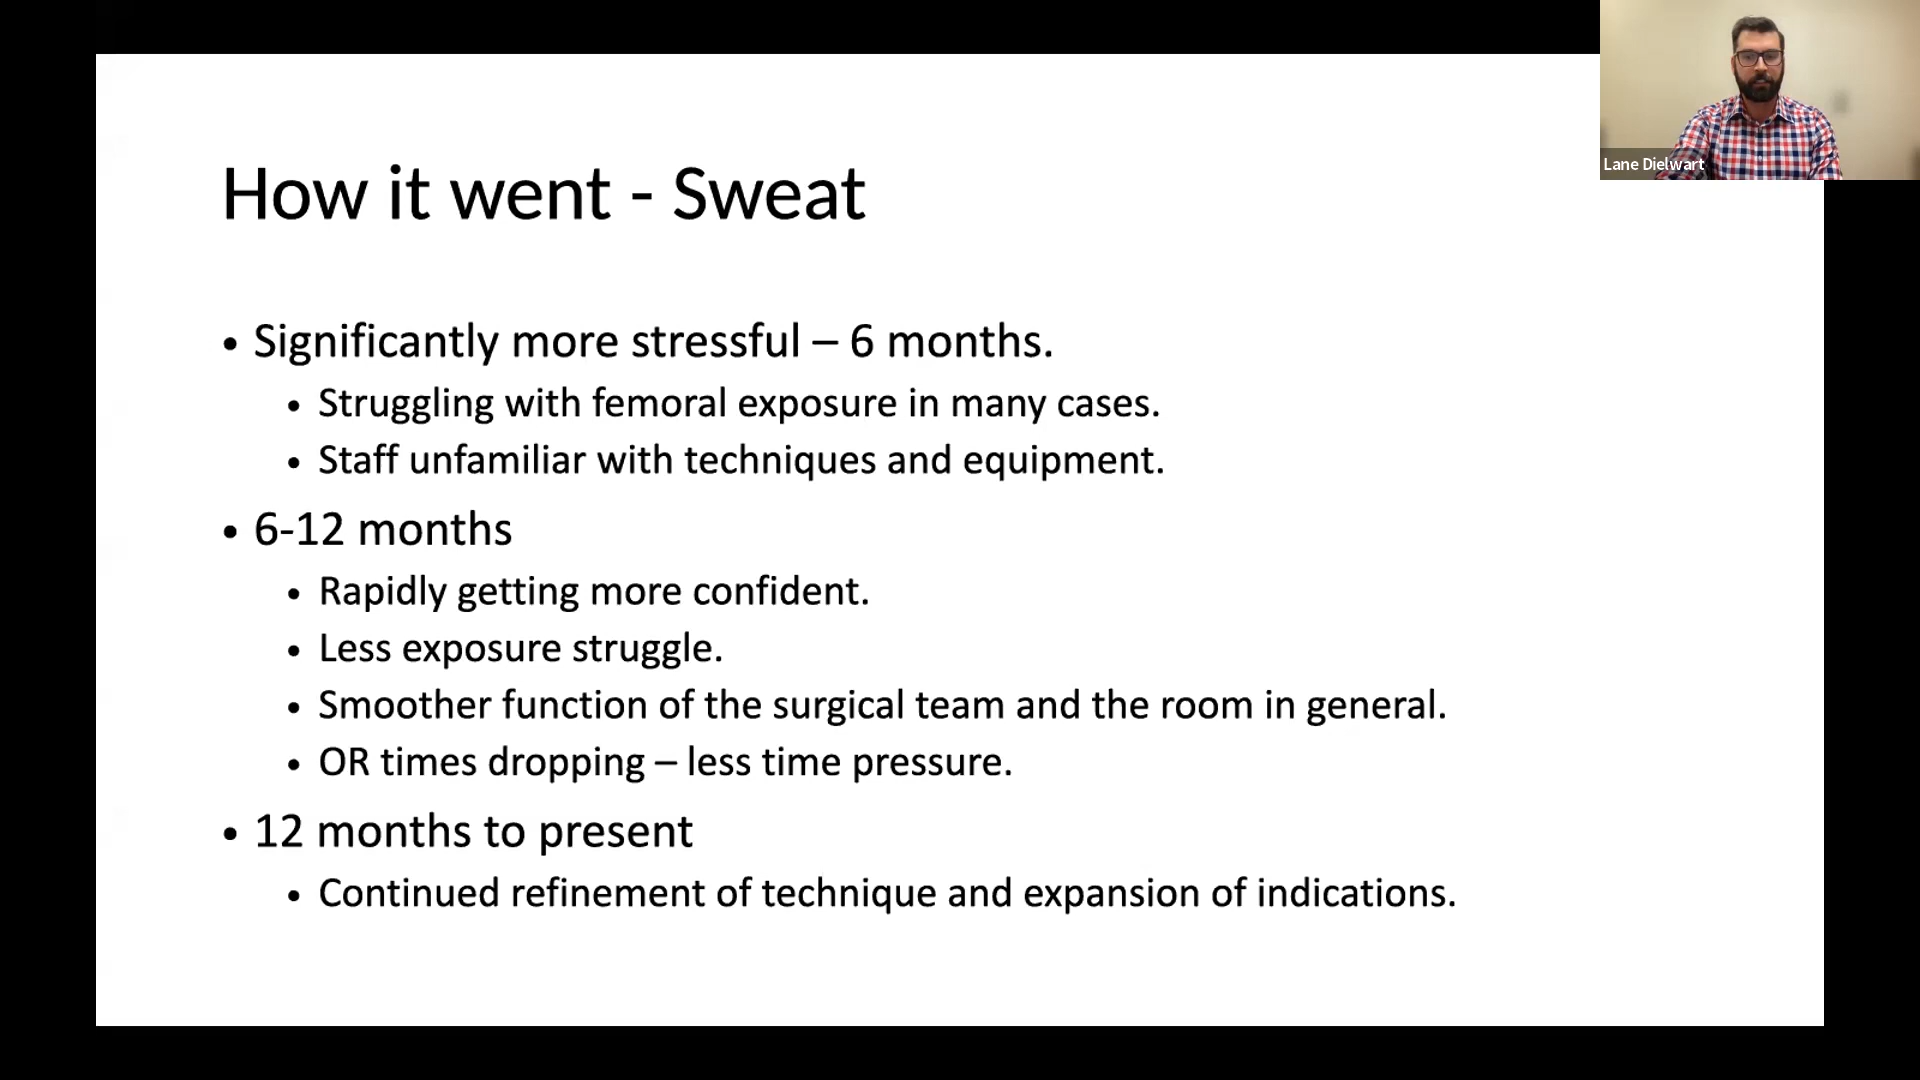 Lane Dielwart
How it went - Sweat
• Significantly more stressful – 6 months.
• Struggling with femoral exposure in many cases.
• Staff unfamiliar with techniques and equipment.
• 6-12 months
• Rapidly getting more confident.
• Less exposure struggle.
• Smoother function of the surgical team and the room in general.
• OR times dropping – less time pressure.
• 12 months to present
• Continued refinement of technique and expansion of indications.